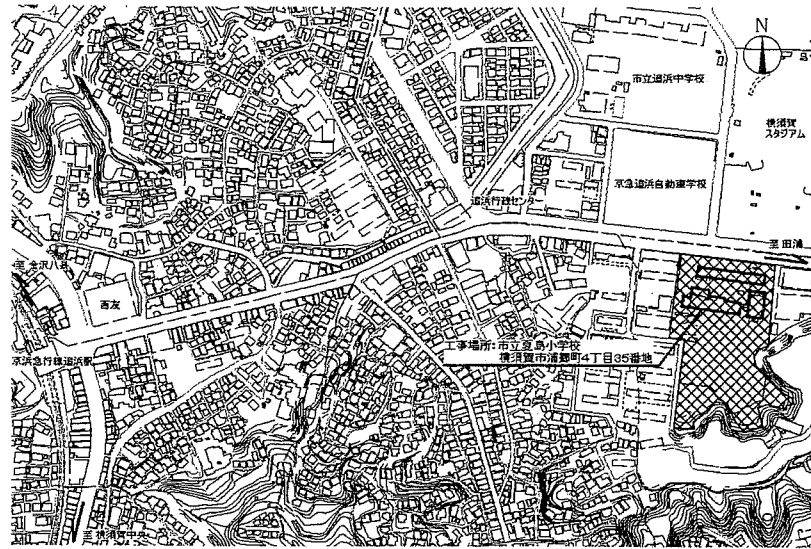 N
市立追浜中学校
横須賀
スタジアム
京急追浜自動車学校
追浜行政センター
至 田浦
至 金沢八景
西友
工事場所: 市立夏島小学校
横須賀市浦郷町4丁目35番地
京浜急行線追浜駅
至 横須賀中央